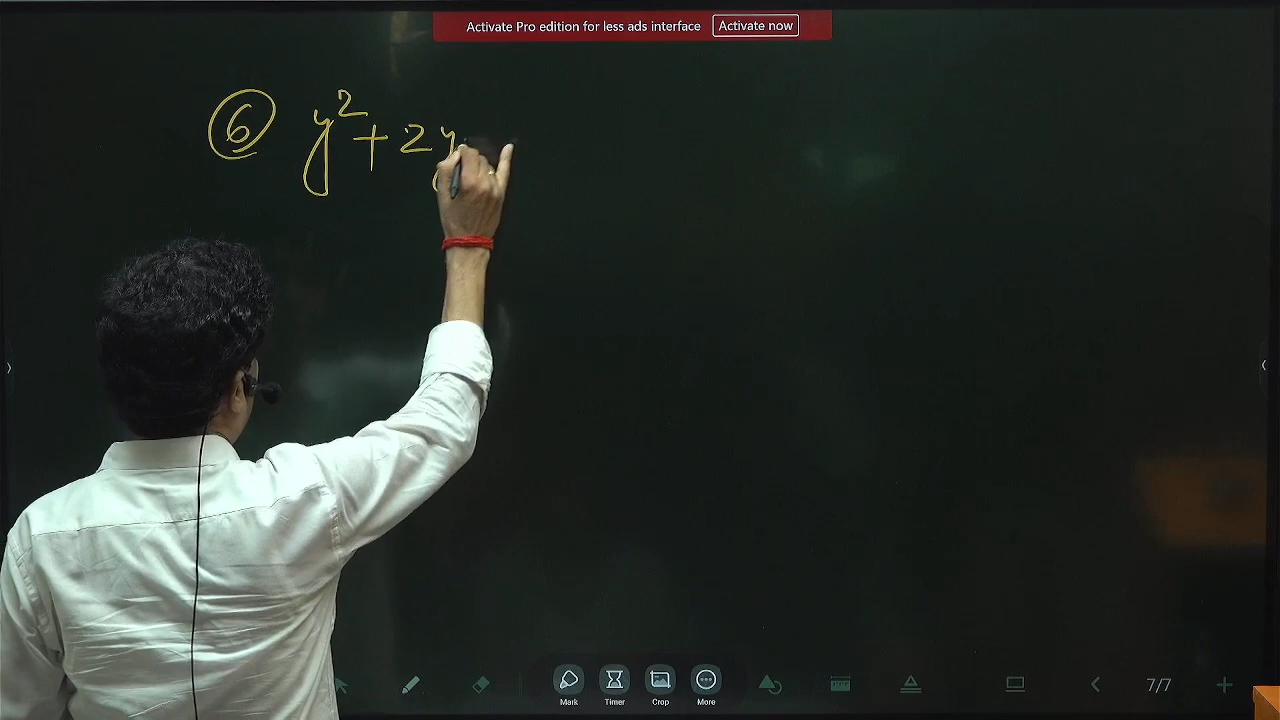 Activate Pro edition for less ads interface Activate now
⑥ y² + 2y
Mark Timer Crop More 7/7